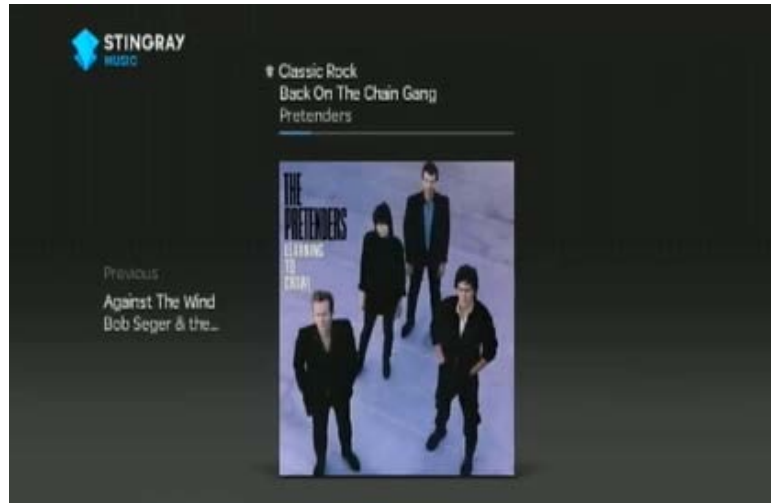 STINGRAY
MUSIC
Classic Rock
Back On The Chain Gang
Pretenders
THE
PRETENDERS
LEARNING
TO
CRAWL
Previous
Against The Wind
Bob Seger & the...